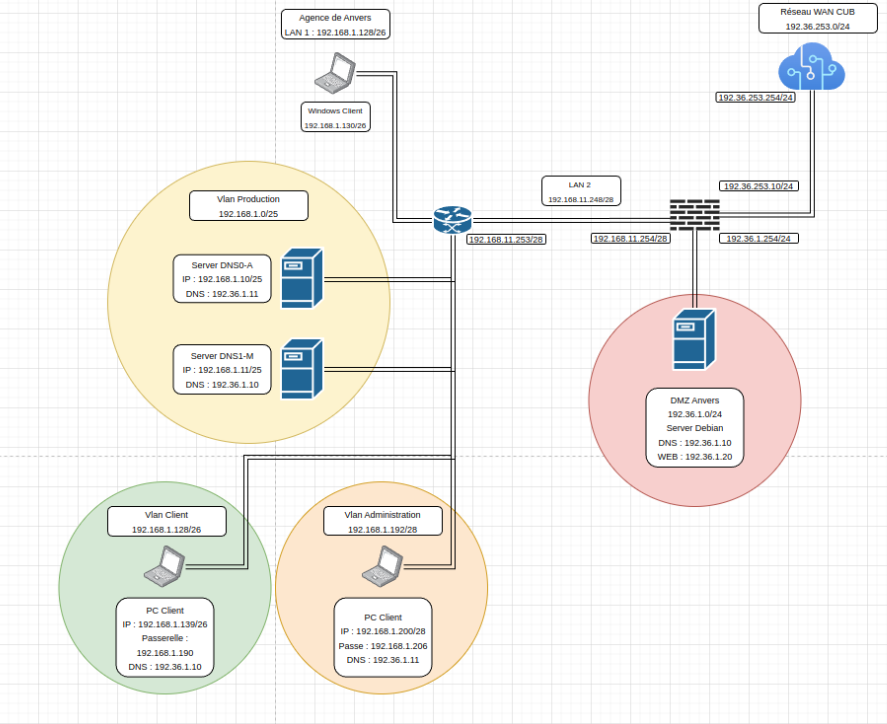 Agence de Anvers
LAN 1 : 192.168.1.128/26
Windows Client
192.168.1.130/26
Réseau WAN CUB
192.36.253.0/24
192.36.253.254/24
192.36.253.10/24
LAN 2
192.168.11.248/28
192.168.11.253/28
192.168.11.254/28
192.36.1.254/24
Vlan Production
192.168.1.0/25
Server DNS0-A
IP : 192.168.1.10/25
DNS : 192.36.1.11
Server DNS1-M
IP : 192.168.1.11/25
DNS : 192.36.1.10
DMZ Anvers
192.36.1.0/24
Server Debian
DNS : 192.36.1.10
WEB : 192.36.1.20
Vlan Client
192.168.1.128/26
PC Client
IP : 192.168.1.139/26
Passerelle :
192.168.1.190
DNS : 192.36.1.10
Vlan Administration
192.168.1.192/28
PC Client
IP : 192.168.1.200/28
Passe : 192.168.1.206
DNS : 192.36.1.11